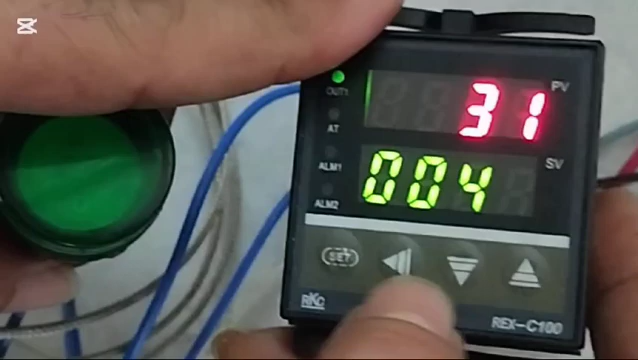 31
PV
OUT1
AT
004
SV
ALM1
ALM2
SET
RKC
REX-C100